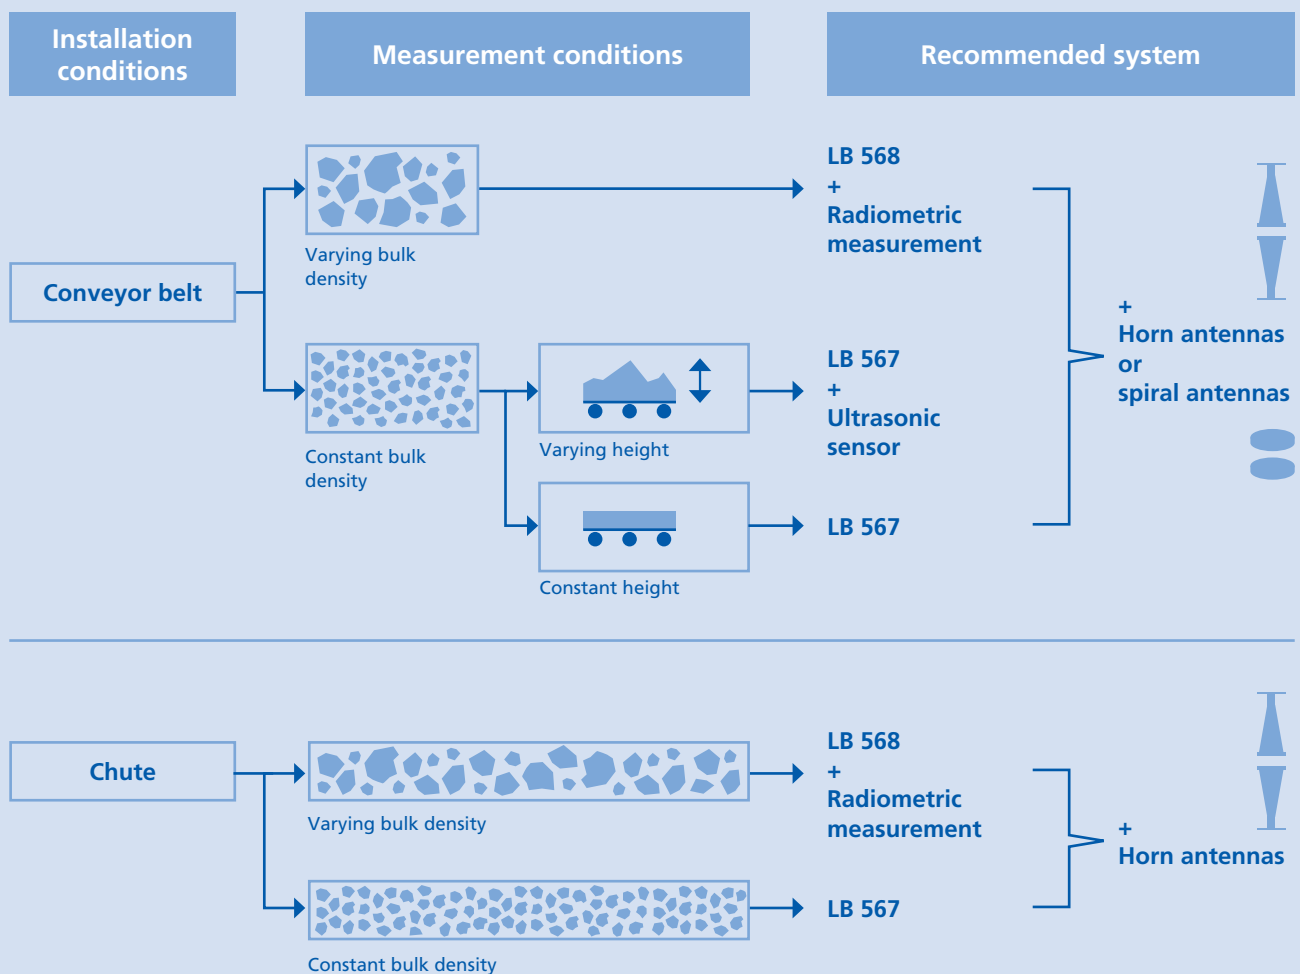 Installation
conditions
Measurement conditions
Recommended system
Conveyor belt
Varying bulk
density
LB 568
+
Radiometric
measurement
Constant bulk
density
Varying height
LB 567
+
Ultrasonic
sensor
Constant height
LB 567
+
Horn antennas
or
spiral antennas
Chute
Varying bulk density
LB 568
+
Radiometric
measurement
Constant bulk density
LB 567
+
Horn antennas